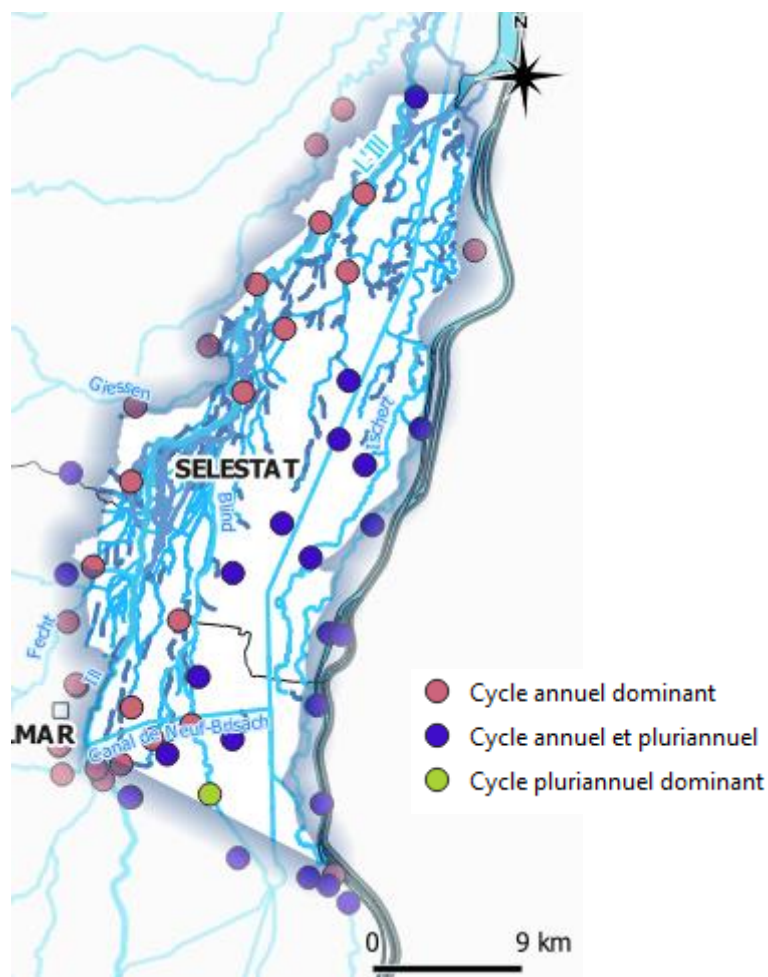 N
L'Ill
Giessen
Ischert
SELESTAT
Blind
Fecht
Ill
LMAR
Canal de Neuf-Brisach
Cycle annuel dominant
Cycle annuel et pluriannuel
Cycle pluriannuel dominant
0 9 km